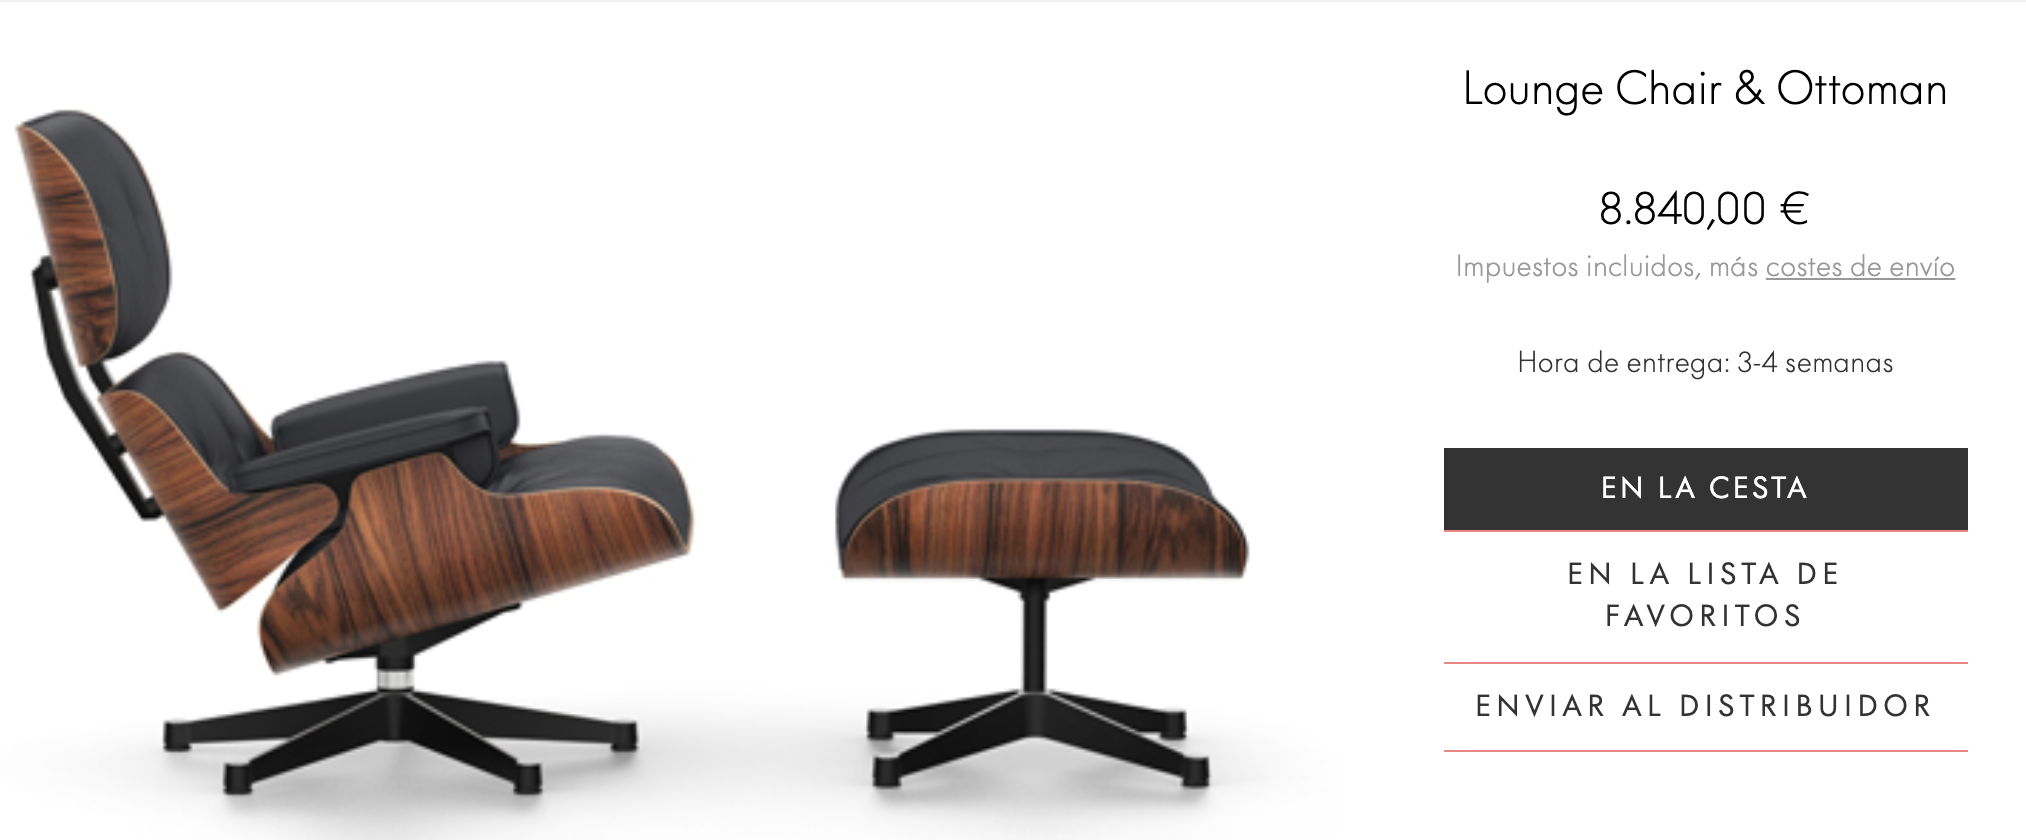 Lounge Chair & Ottoman
8.840,00 €
Impuestos incluidos, más costes de envío
Hora de entrega: 3-4 semanas
EN LA CESTA
EN LA LISTA DE
FAVORITOS
ENVIAR AL DISTRIBUIDOR